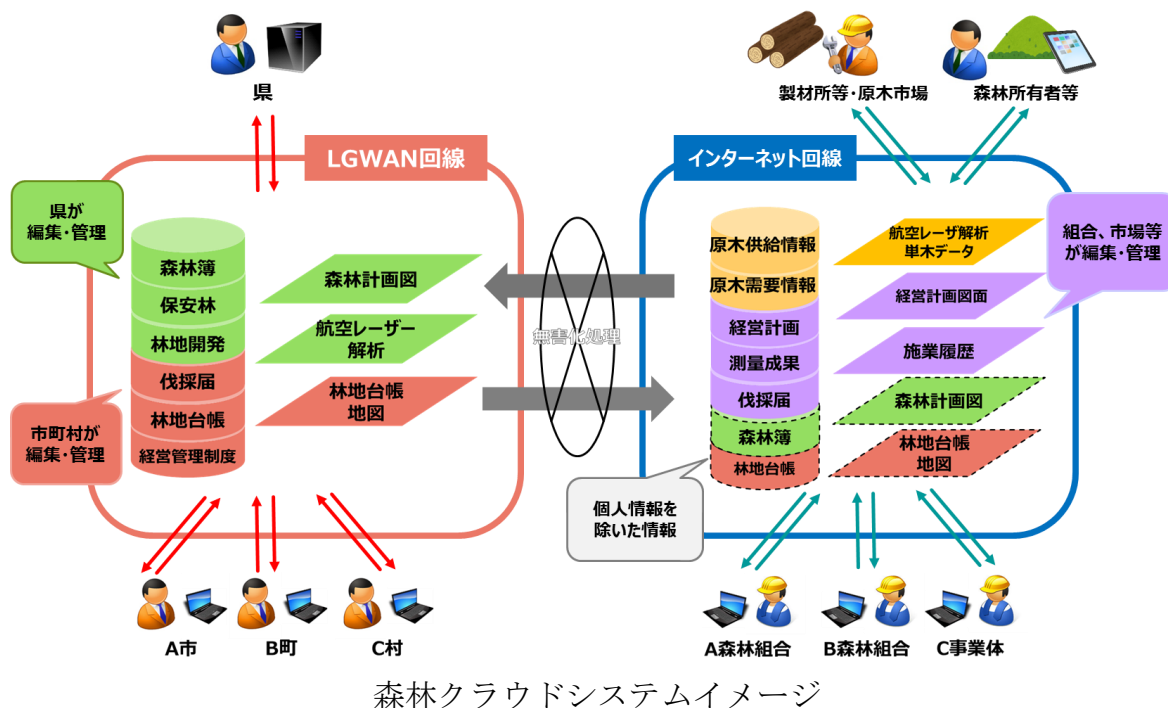 県
製材所等・原木市場
森林所有者等
LGWAN回線
インターネット回線
県が
編集・管理
森林簿
保安林
林地開発
伐採届
林地台帳
経営管理制度
森林計画図
航空レーザー
解析
林地台帳
地図
市町村が
編集・管理
無害化処理
原木供給情報
原木需要情報
経営計画
測量成果
伐採届
森林簿
林地台帳
航空レーザ解析
単木データ
経営計画図面
施業履歴
森林計画図
林地台帳
地図
組合、市場等
が編集・管理
個人情報を
除いた情報
A市
B町
C村
A森林組合
B森林組合
C事業体
森林クラウドシステムイメージ